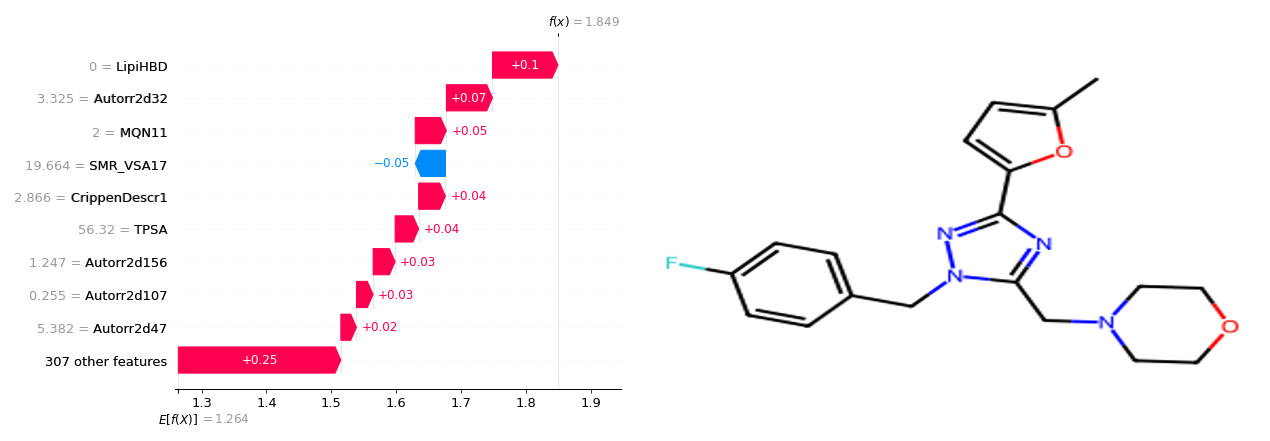 f(x) = 1.849
0 = LipiHBD
+0.1
3.325 = Autorr2d32
+0.07
2 = MQN11
+0.05
19.664 = SMR_VSA17
−0.05
2.866 = CrippenDescr1
+0.04
56.32 = TPSA
+0.04
1.247 = Autorr2d156
+0.03
0.255 = Autorr2d107
+0.03
5.382 = Autorr2d47
+0.02
307 other features
+0.25
1.3 1.4 1.5 1.6 1.7 1.8 1.9
E[f(X)] = 1.264
O
N
N
N
F
N
O